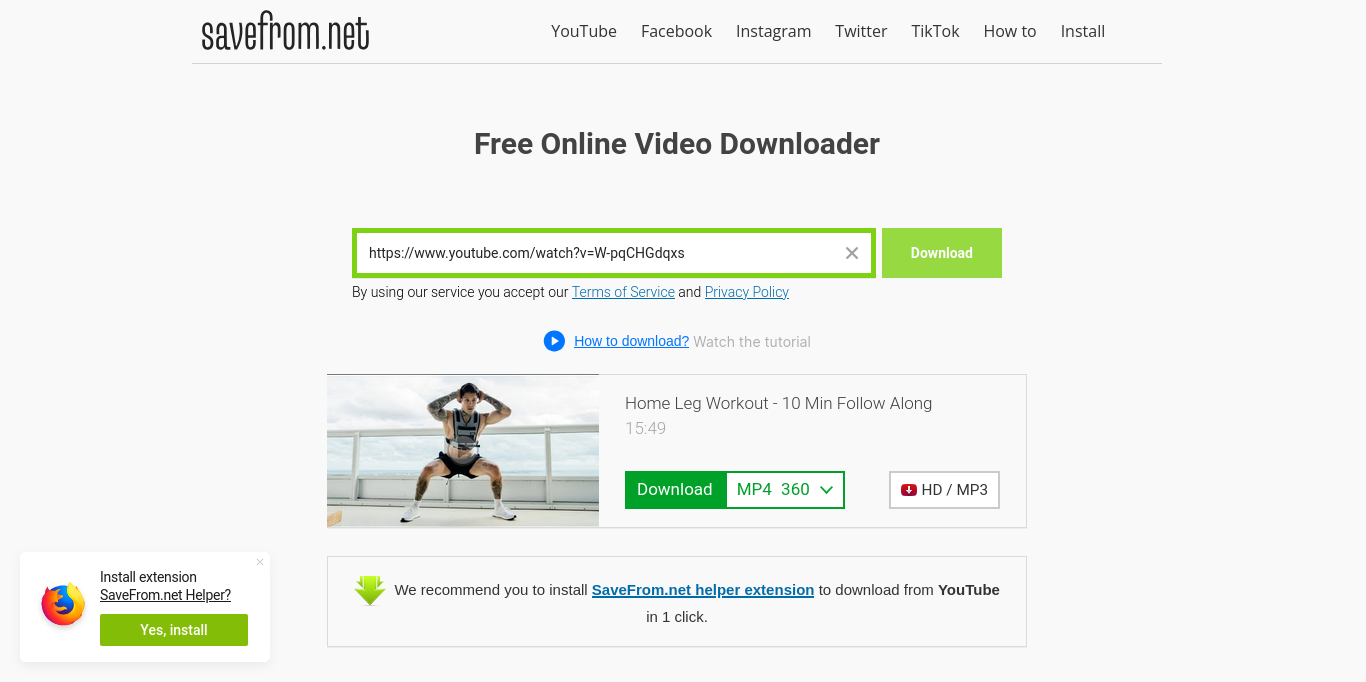 savefrom.net
YouTube Facebook Instagram Twitter TikTok How to Install
Free Online Video Downloader
https://www.youtube.com/watch?v=W-pqCHGdqxs
Download
By using our service you accept our Terms of Service and Privacy Policy
How to download? Watch the tutorial
Home Leg Workout - 10 Min Follow Along
15:49
Download MP4 360
HD / MP3
We recommend you to install SaveFrom.net helper extension to download from YouTube
in 1 click.
Install extension
SaveFrom.net Helper?
Yes, install